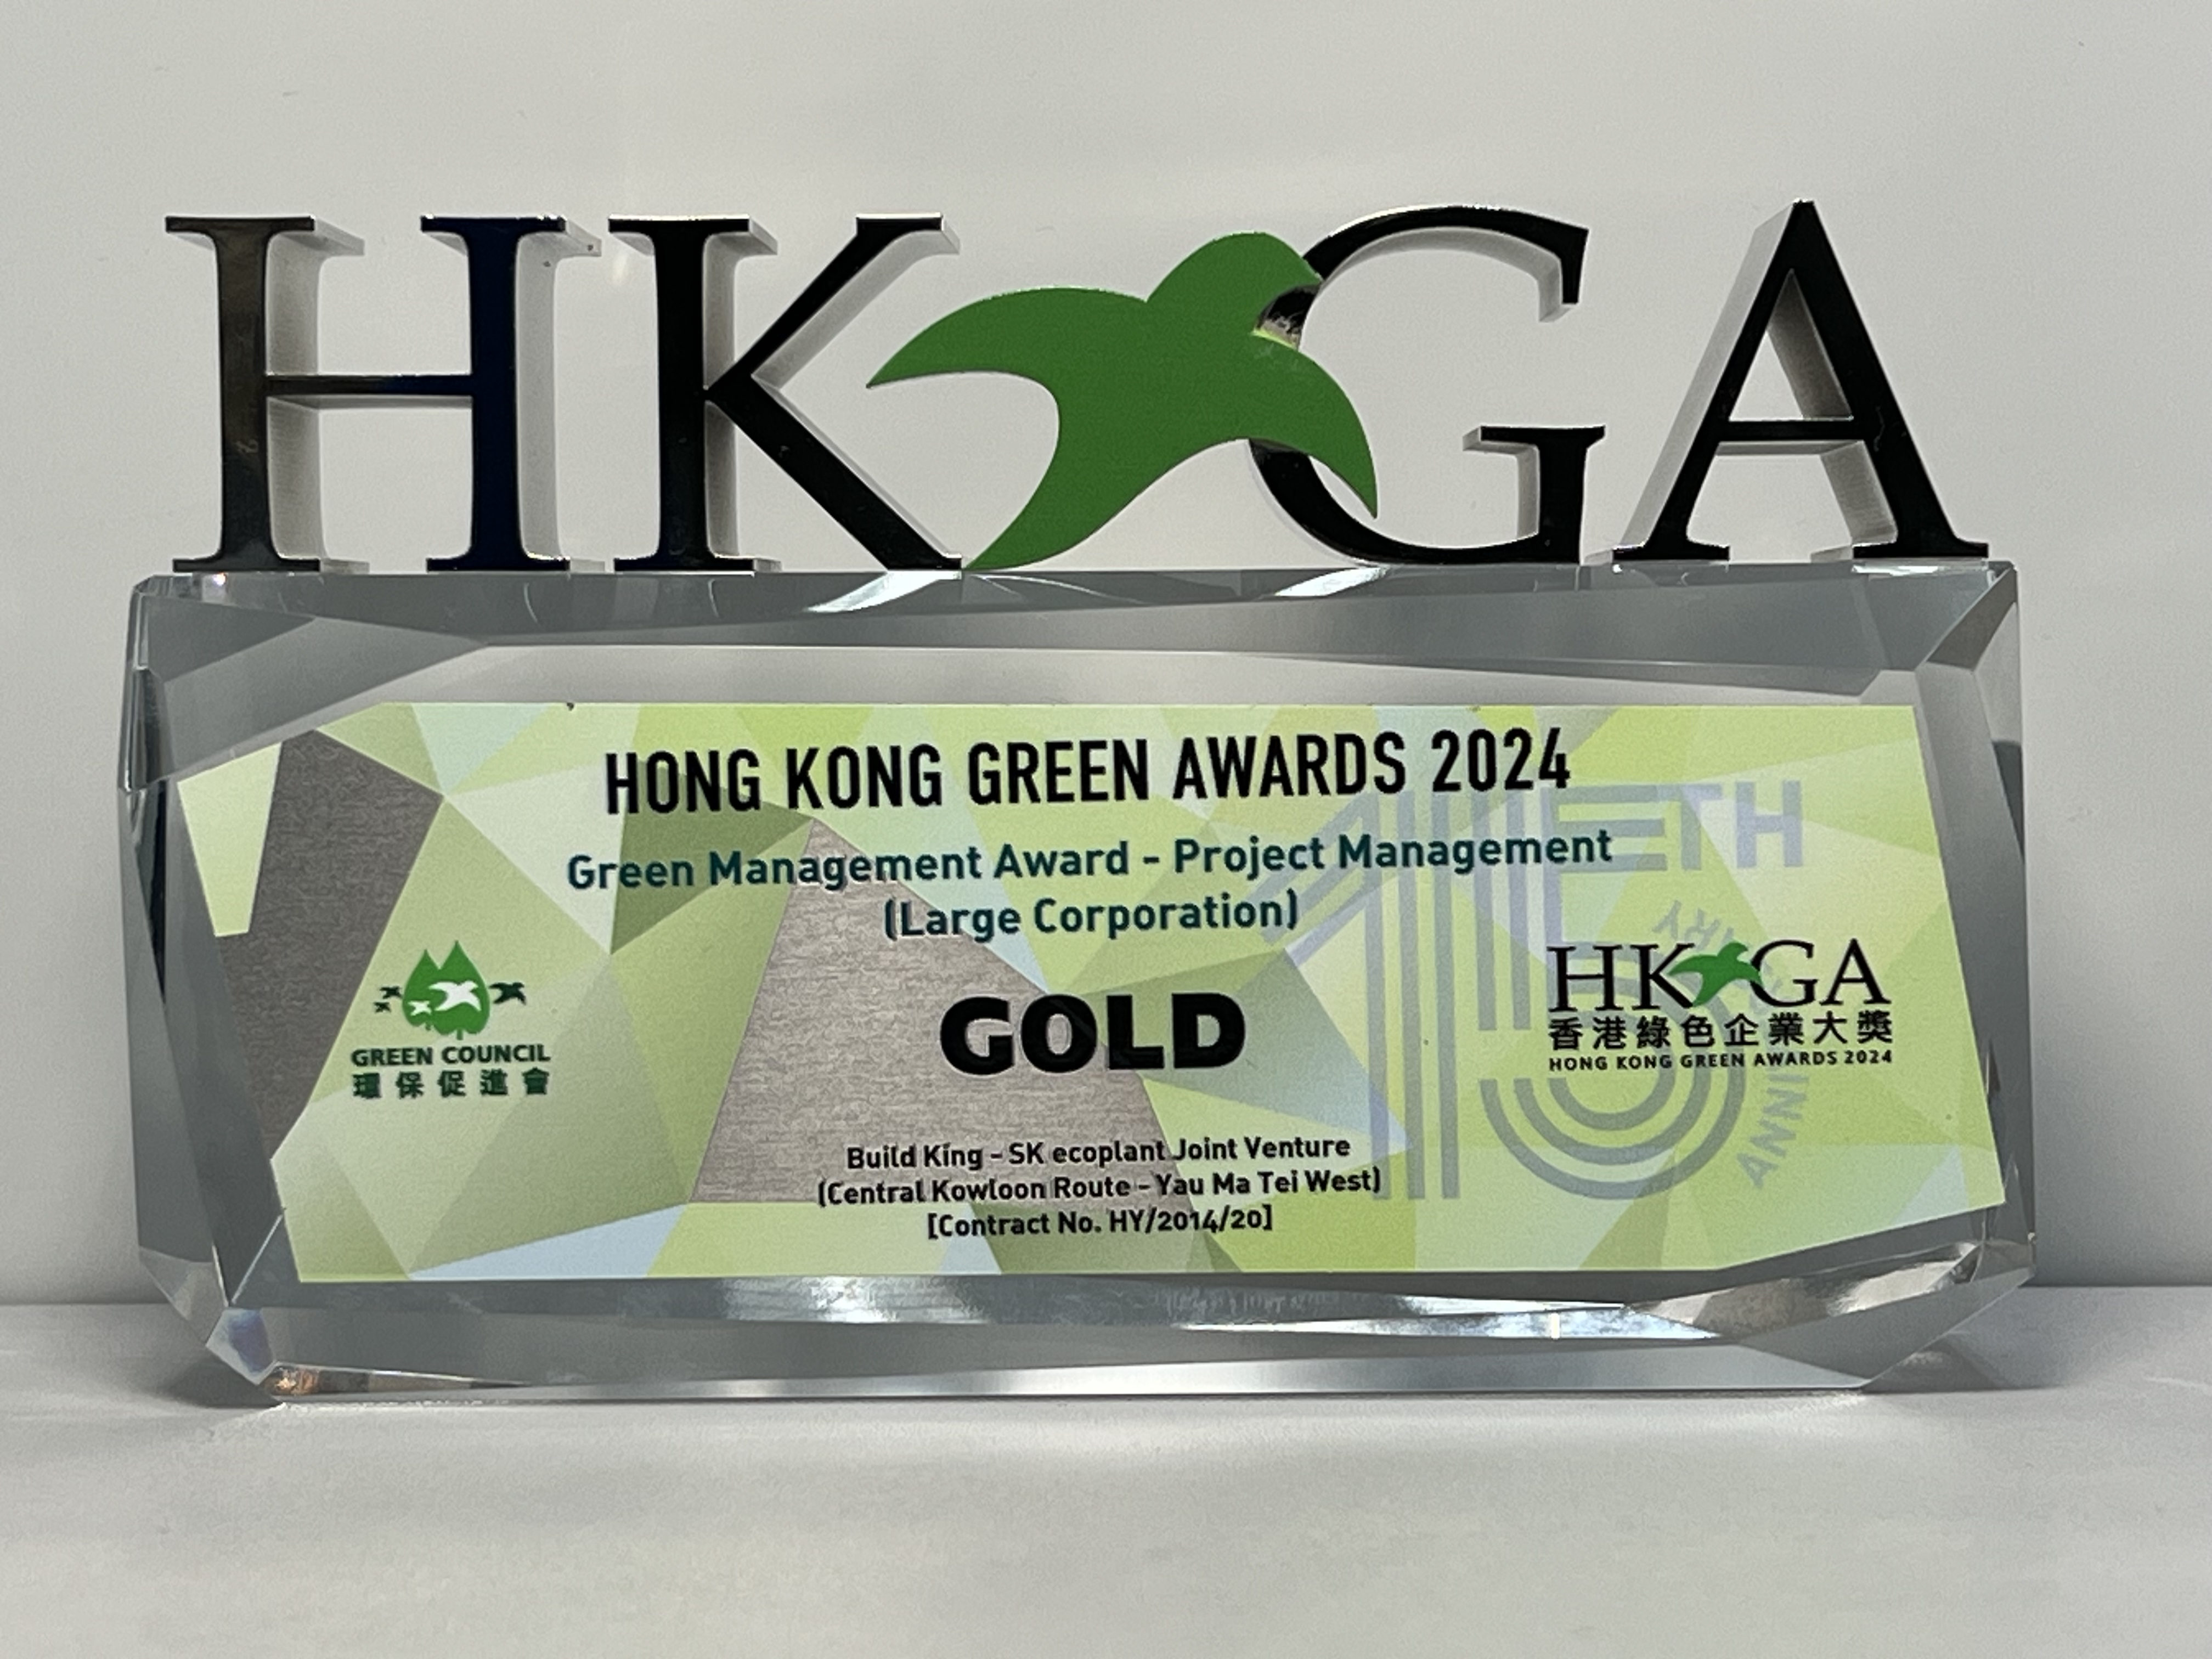 HKGA
HONG KONG GREEN AWARDS 2024
Green Management Award - Project Management
(Large Corporation)
GOLD
GREEN COUNCIL
環保促進會
15ETH
HKGA
香港綠色企業大獎
HONG KONG GREEN AWARDS 2024
Build King - SK ecoplant Joint Venture
(Central Kowloon Route - Yau Ma Tei West)
[Contract No. HY/2014/20]